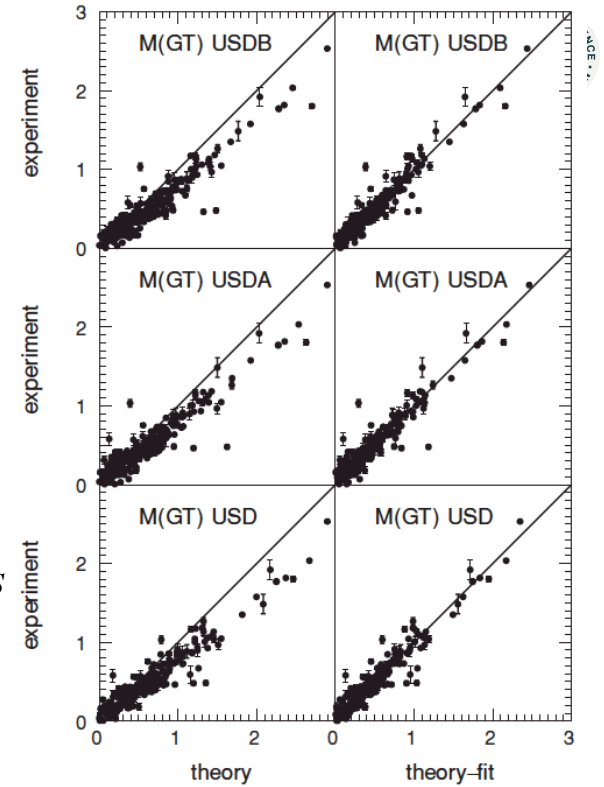 3
M(GT) USDB
M(GT) USDB
2
experiment
1
0
M(GT) USDA
M(GT) USDA
2
experiment
1
0
M(GT) USD
M(GT) USD
2
experiment
1
0
0 1 2 0 1 2 3
theory
theory–fit